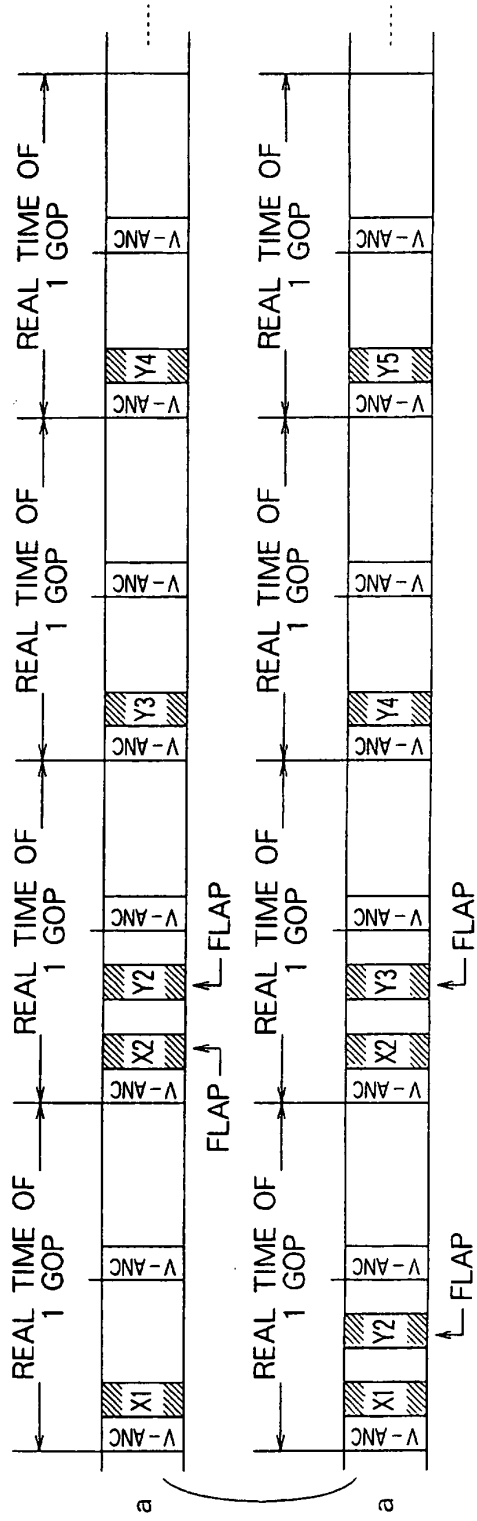 REAL TIME OF
1 GOP
REAL TIME OF
1 GOP
REAL TIME OF
1 GOP
REAL TIME OF
1 GOP
a V-ANC X1 V-ANC V-ANC X2 Y2 V-ANC V-ANC Y3 V-ANC V-ANC Y4 V-ANC ......
FLAP FLAP
REAL TIME OF
1 GOP
REAL TIME OF
1 GOP
REAL TIME OF
1 GOP
REAL TIME OF
1 GOP
a V-ANC X1 Y2 V-ANC V-ANC X2 Y3 V-ANC V-ANC Y4 V-ANC V-ANC Y5 V-ANC ......
FLAP FLAP